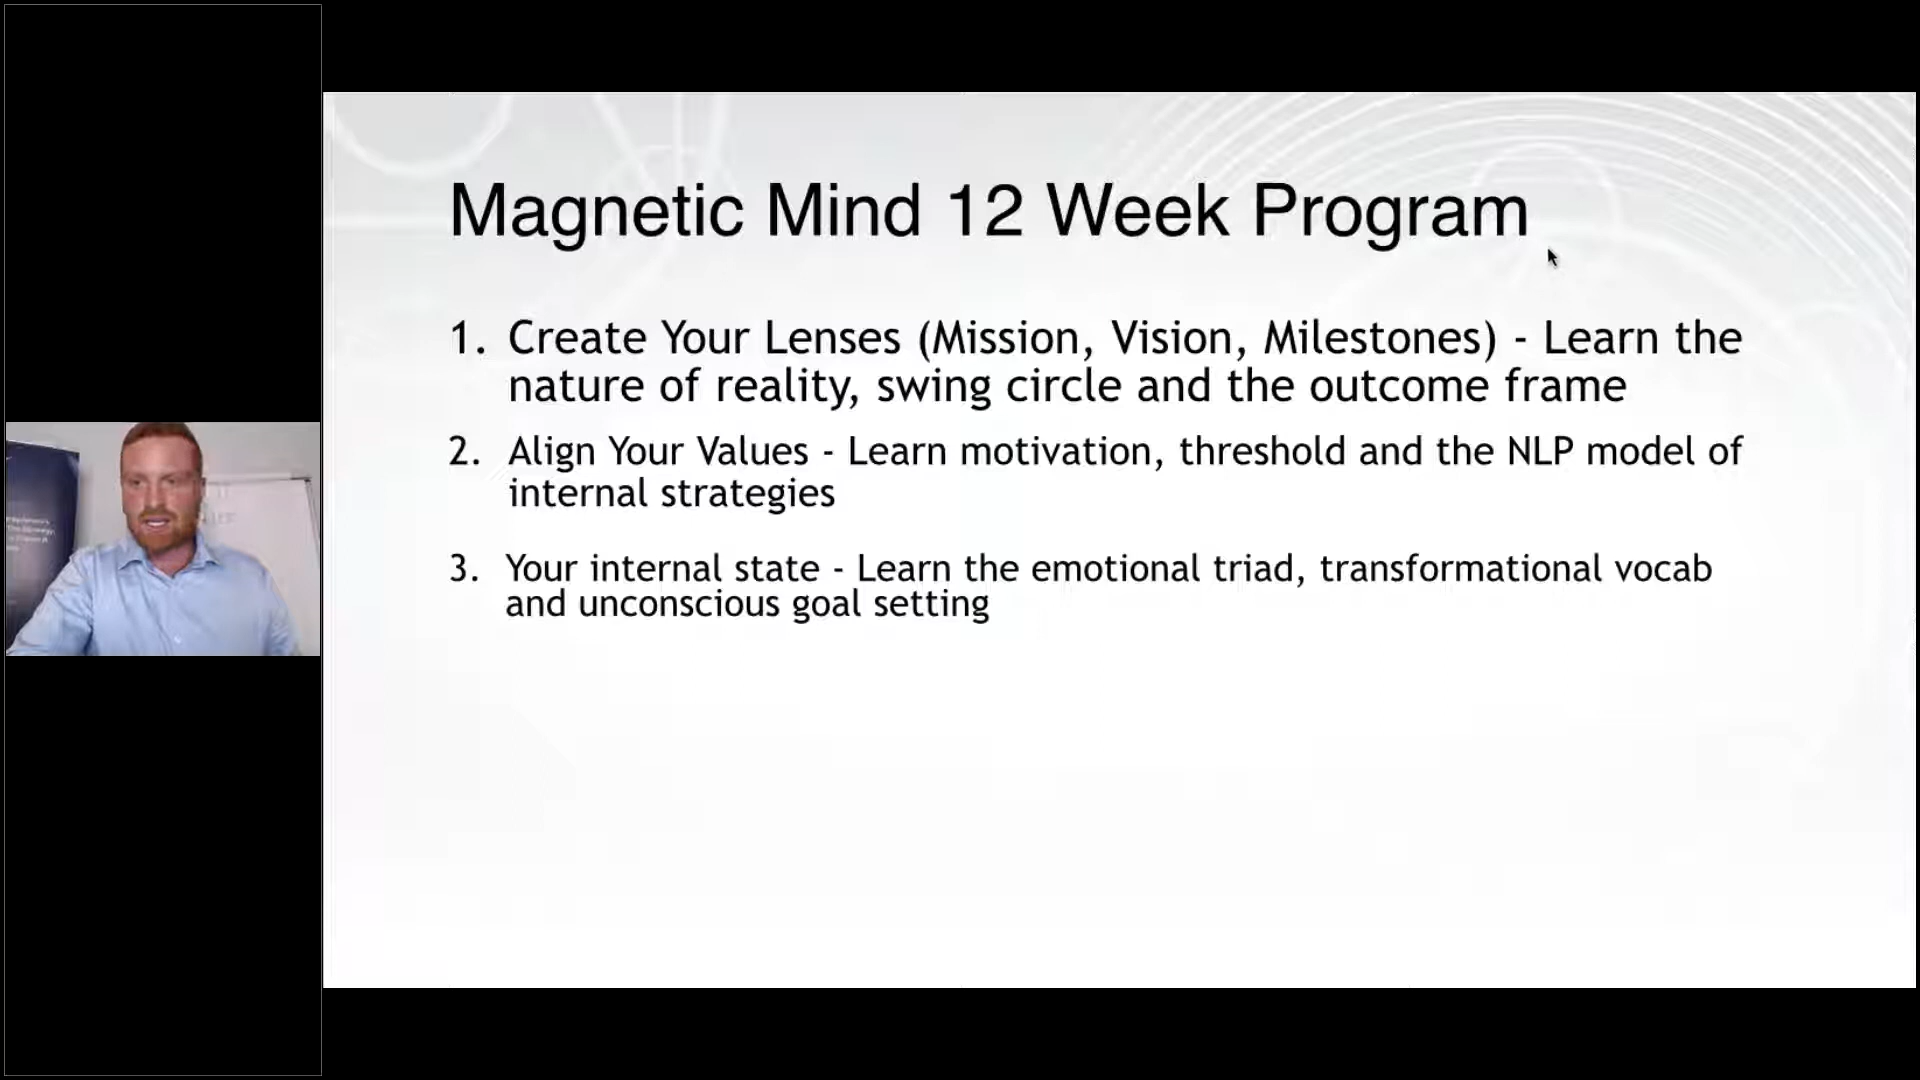 Magnetic Mind 12 Week Program
1. Create Your Lenses (Mission, Vision, Milestones) - Learn the
nature of reality, swing circle and the outcome frame
2. Align Your Values - Learn motivation, threshold and the NLP model of
internal strategies
3. Your internal state - Learn the emotional triad, transformational vocab
and unconscious goal setting